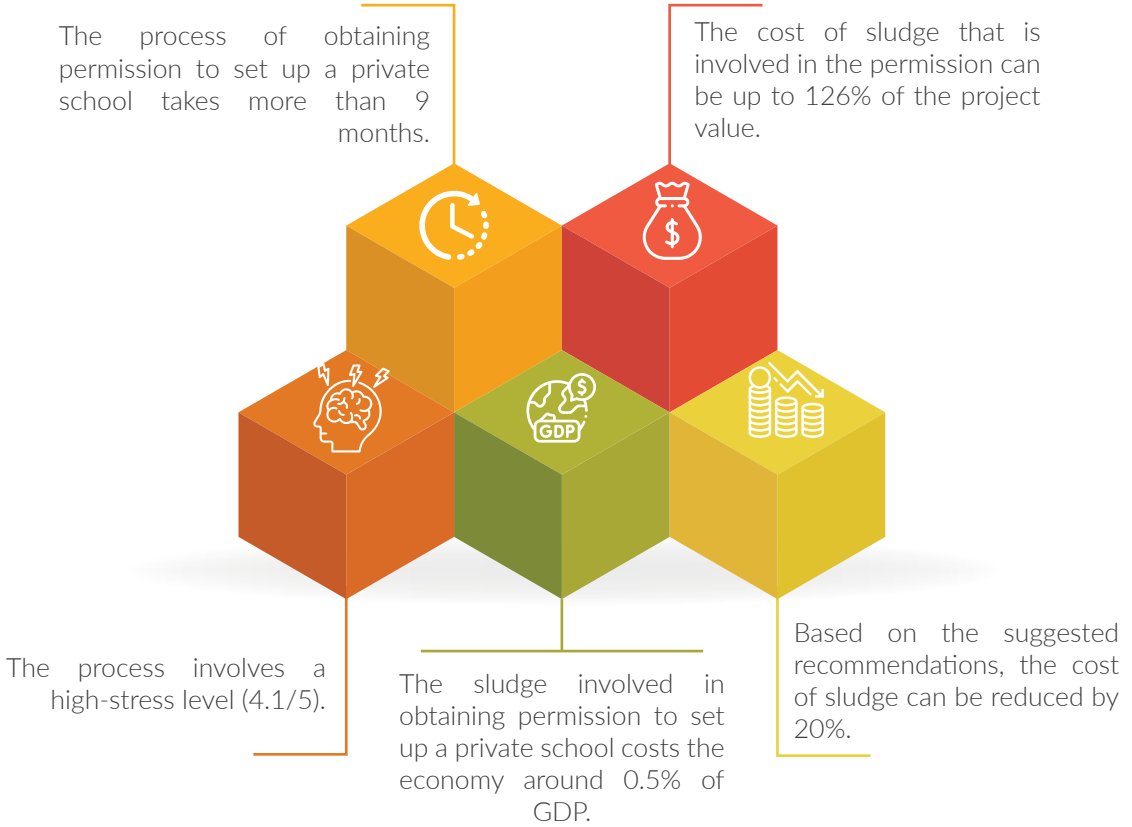 The process of obtaining
permission to set up a private
school takes more than 9
months.
The cost of sludge that is
involved in the permission can
be up to 126% of the project
value.
$
$
GDP
The process involves a
high-stress level (4.1/5).
The sludge involved in
obtaining permission to set
up a private school costs the
economy around 0.5% of
GDP.
Based on the suggested
recommendations, the cost
of sludge can be reduced by
20%.